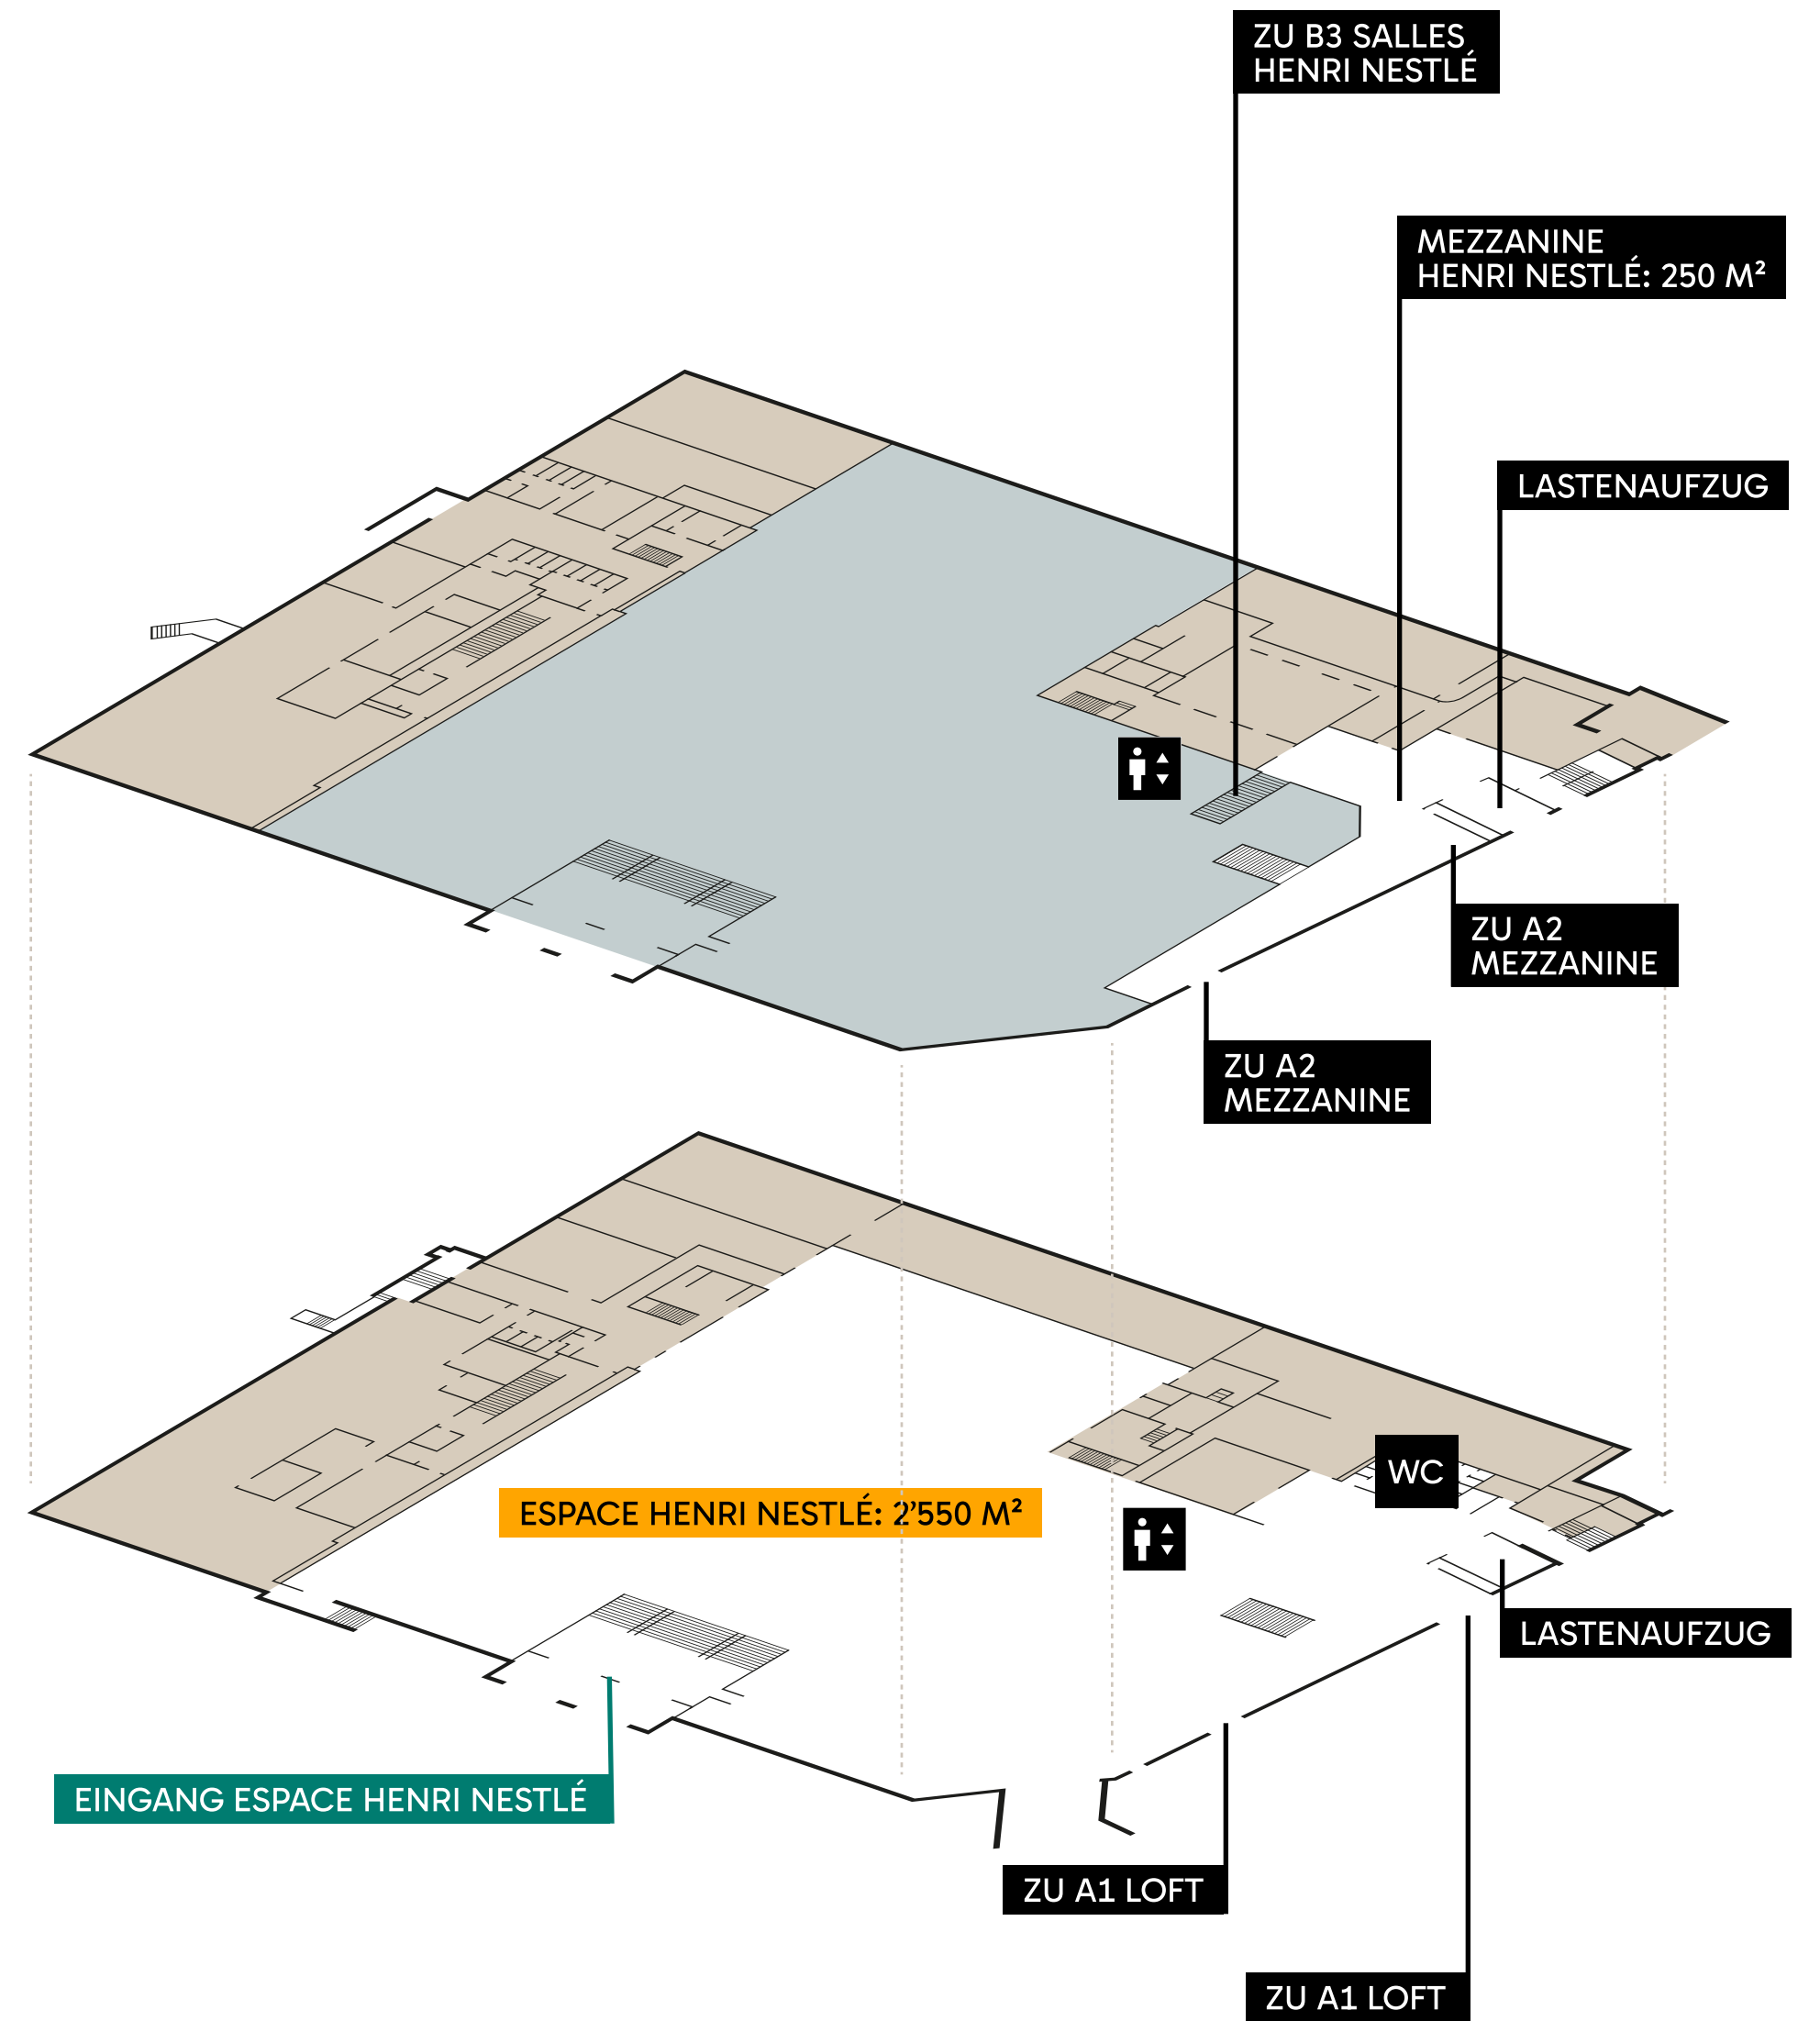 ZU B3 SALLES
HENRI NESTLÉ
MEZZANINE
HENRI NESTLÉ: 250 M²
LASTENAUFZUG
ZU A2
MEZZANINE
ZU A2
MEZZANINE
WC
ESPACE HENRI NESTLÉ: 2’550 M²
LASTENAUFZUG
EINGANG ESPACE HENRI NESTLÉ
ZU A1 LOFT
ZU A1 LOFT